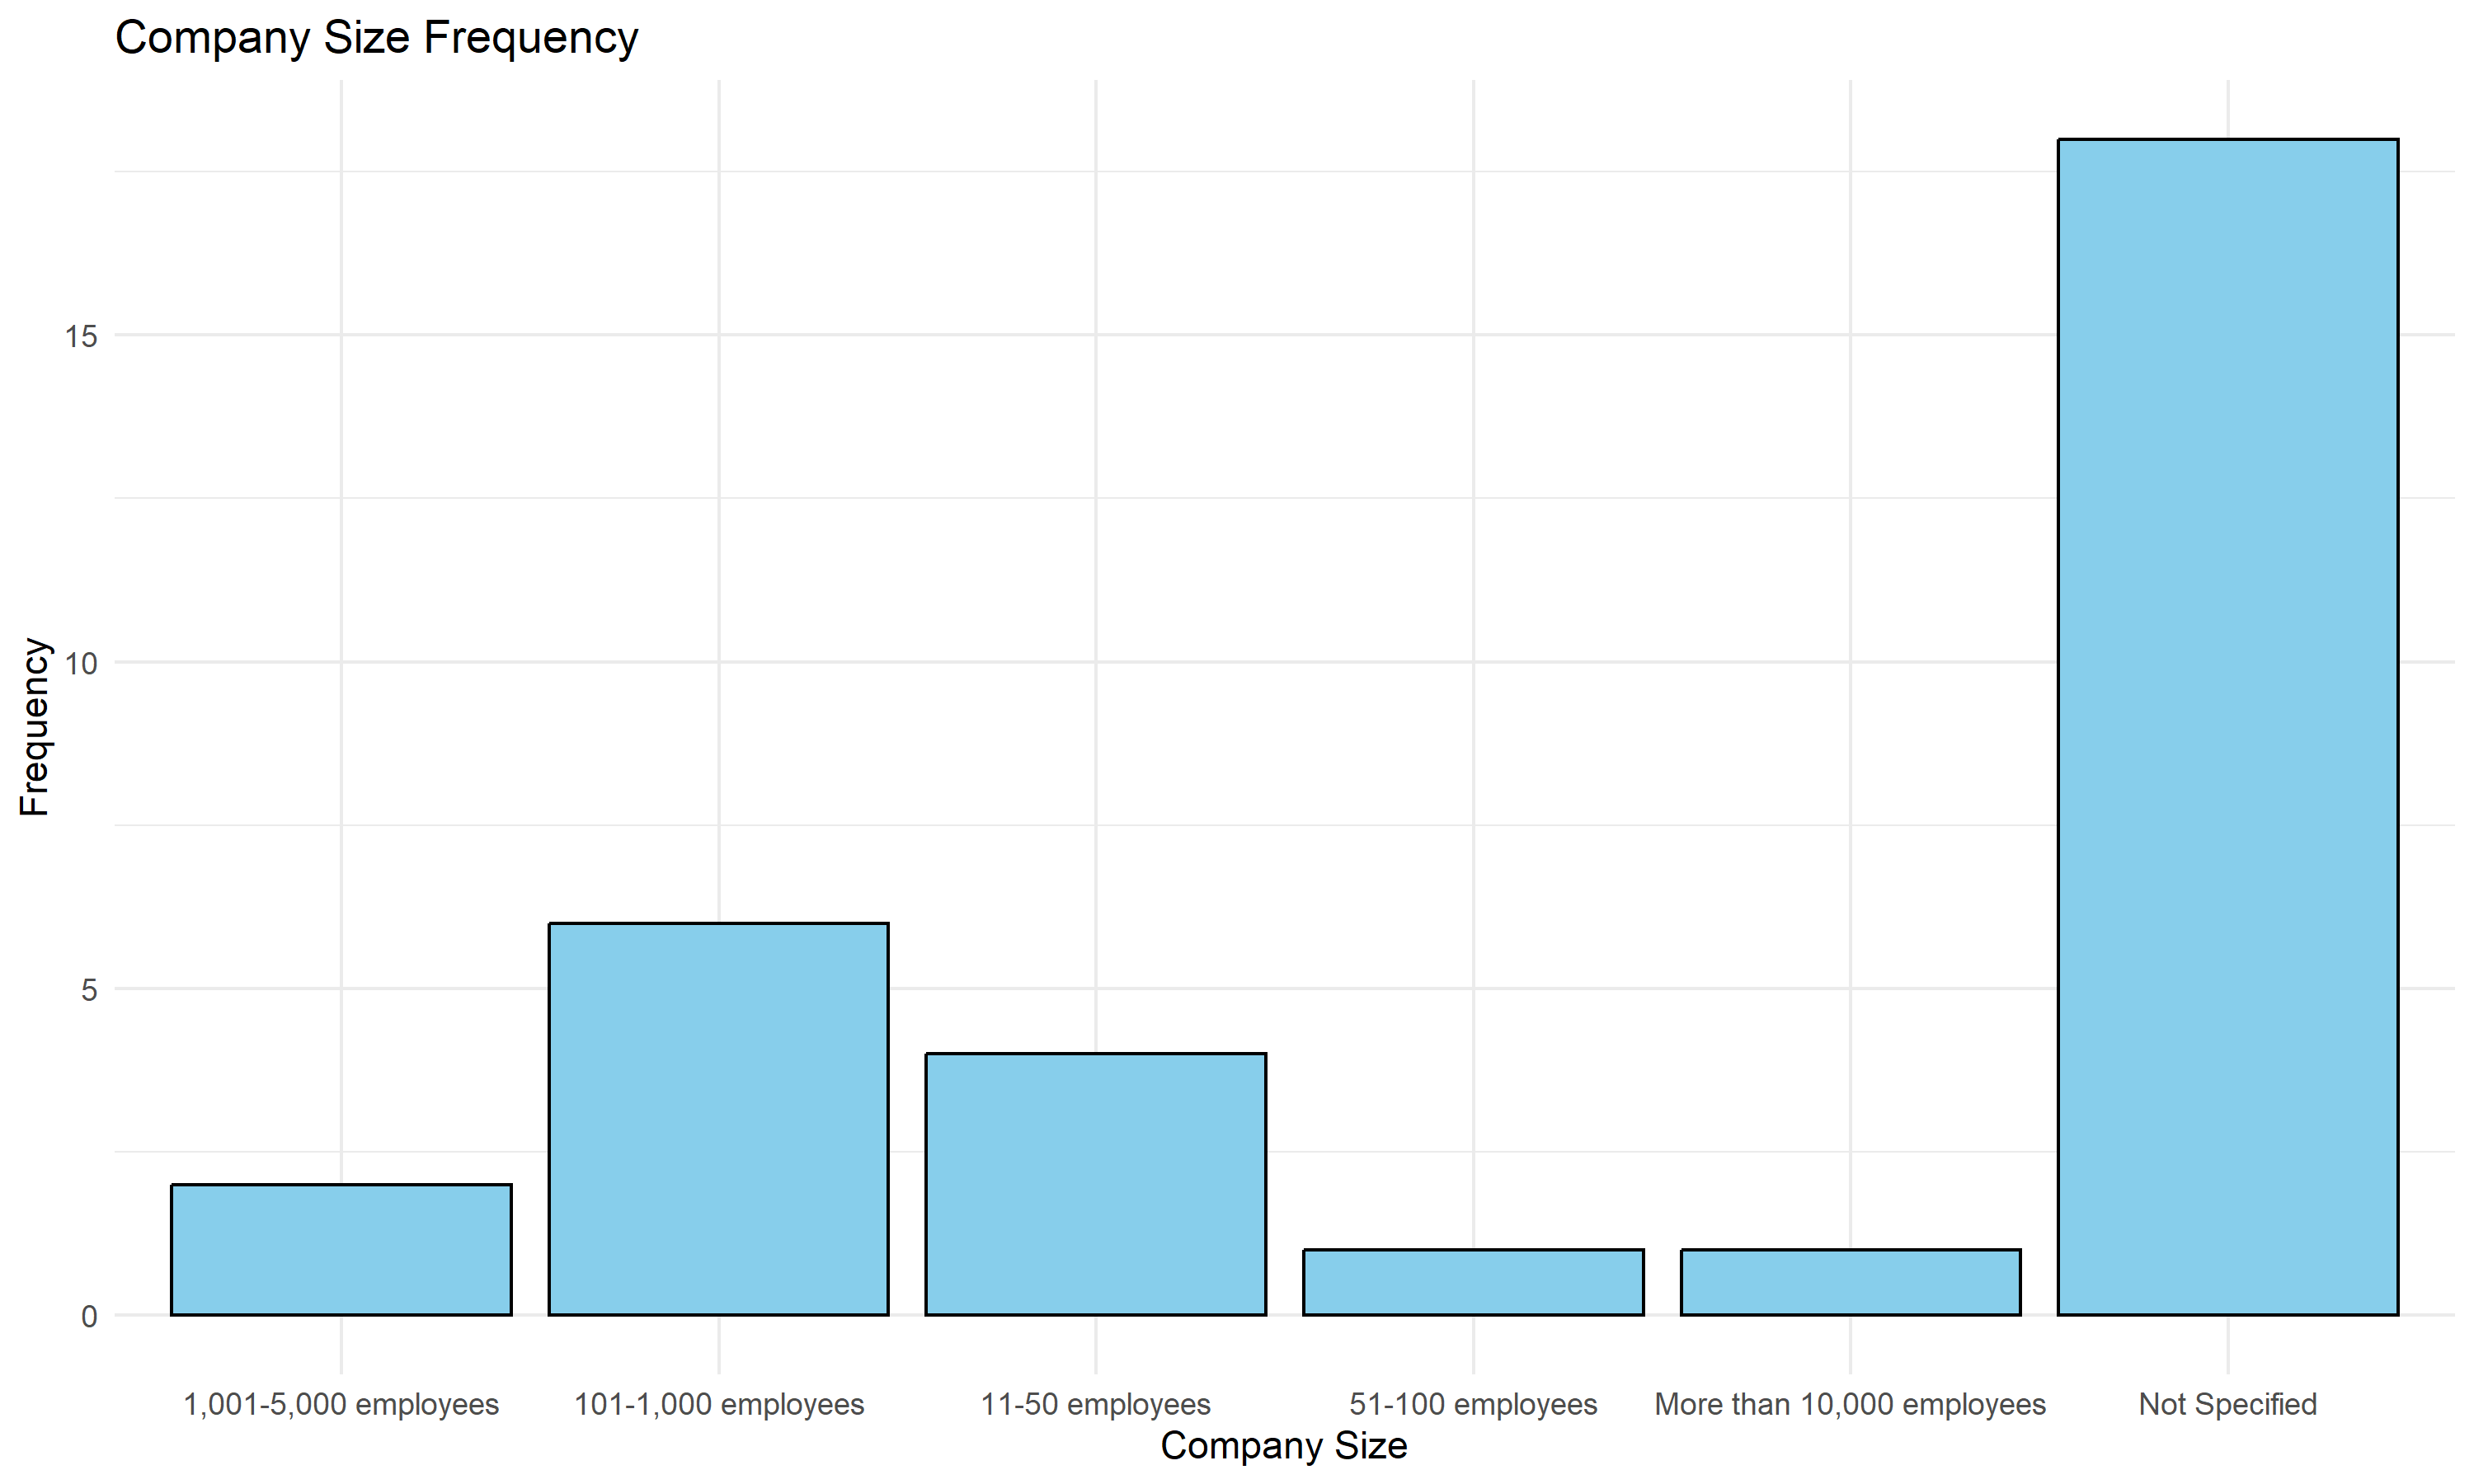 Company Size Frequency
Frequency
15
10
5
0
1,001-5,000 employees
101-1,000 employees
11-50 employees
51-100 employees
More than 10,000 employees
Not Specified
Company Size